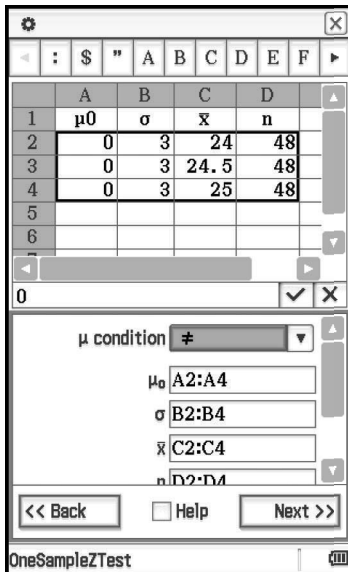 : $ " A B C D E F
A B C D
1 μ0 σ x̅ n
2 0 3 24 48
3 0 3 24.5 48
4 0 3 25 48
5
6
0
μ condition ≠
μ₀ A2:A4
σ B2:B4
x̅ C2:C4
n D2:D4
<< Back Help Next >>
OneSampleZTest